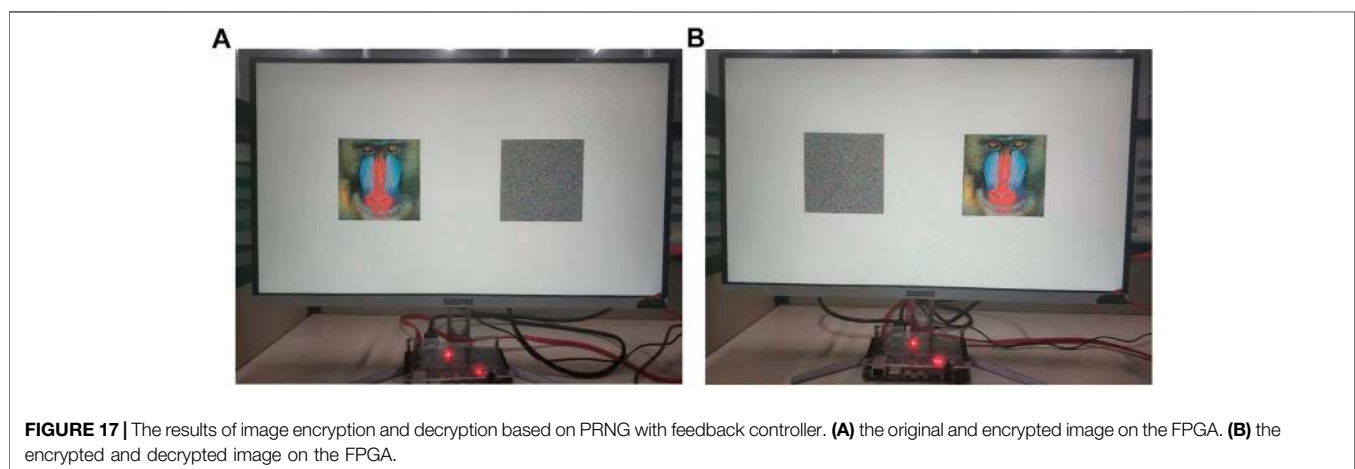 A
B
FIGURE 17 | The results of image encryption and decryption based on PRNG with feedback controller. (A) the original and encrypted image on the FPGA. (B) the
encrypted and decrypted image on the FPGA.